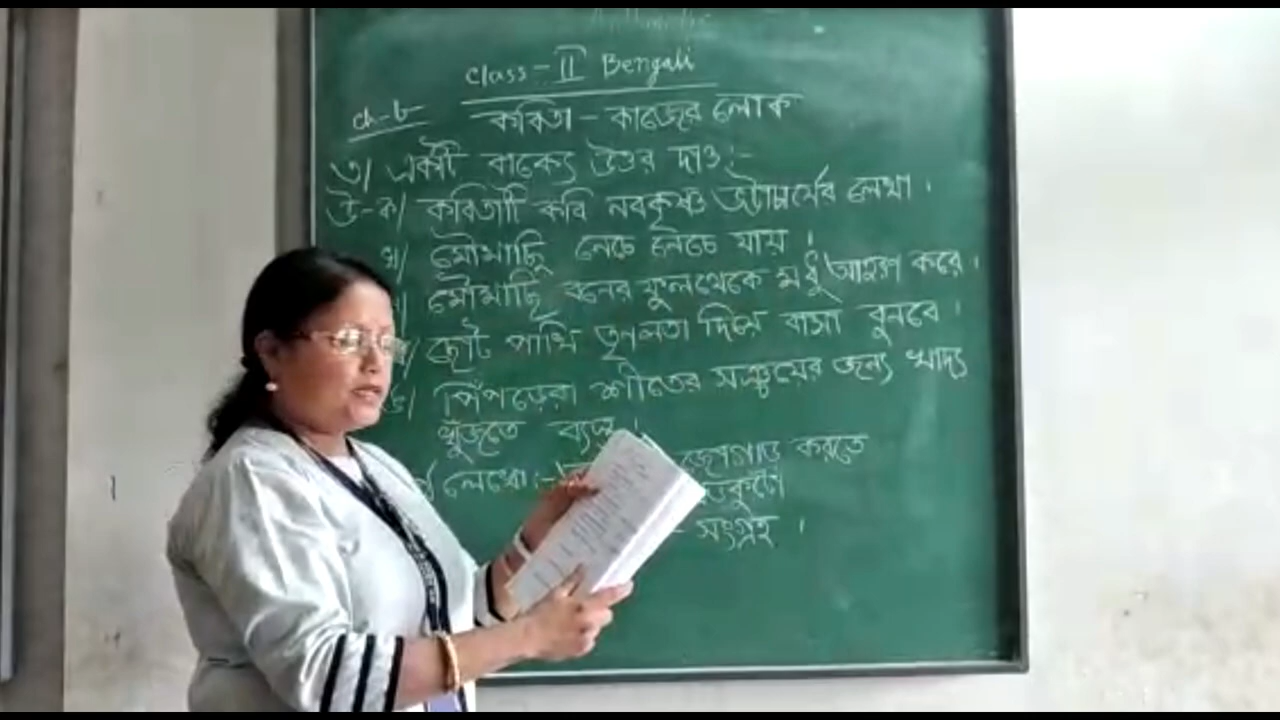 Class-II Bengali
ch-৮ কবিতা - কাজের লোক
৩/ একটি বাক্যে উত্তর দাও:-
উ-ক/ কবিতাটি কবি নবকৃষ্ণ ভট্টাচার্যের লেখা।
খ/ মৌমাছি নেচে নেচে যায়।
মৌমাছি বনের ফুল থেকে মধু আহরণ করে।
ছোট পাখি তৃণলতা দিয়ে বাসা বুনবে।
ঙ/ পিঁপড়েরা শীতের সঞ্চয়ের জন্য খাদ্য
খুঁজতে ব্যস্ত।
লেখো:- করতে
- সংগ্রহ।